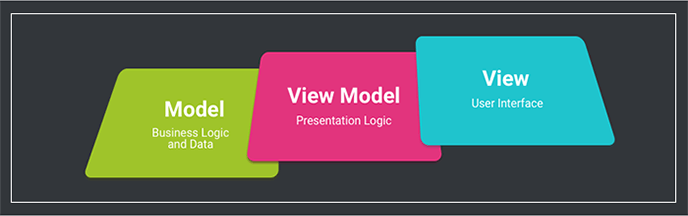 Model
Business Logic
and Data
View Model
Presentation Logic
View
User Interface